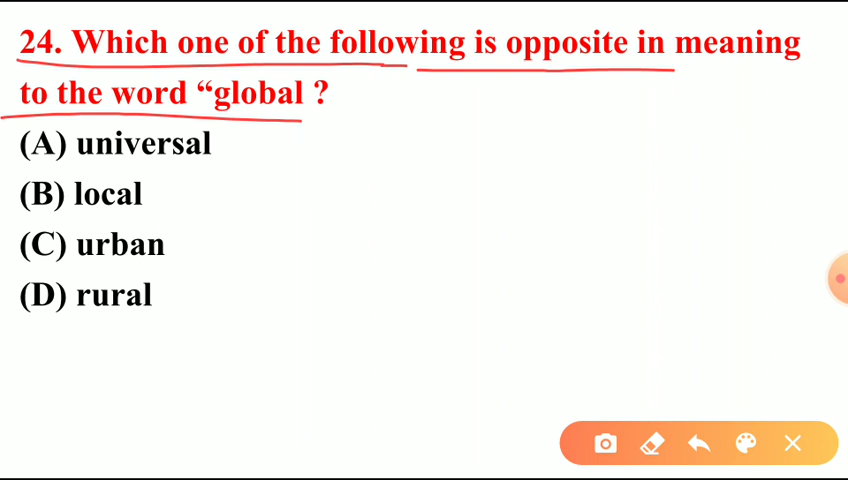 24. Which one of the following is opposite in meaning
to the word “global ?
(A) universal
(B) local
(C) urban
(D) rural